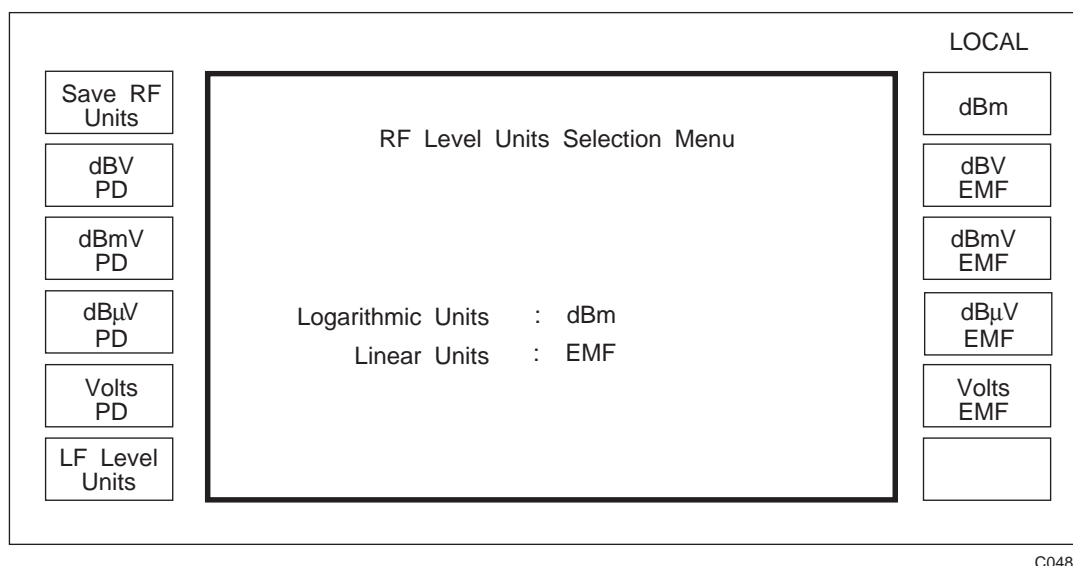 LOCAL
Save RF
Units
dBV
PD
dBmV
PD
dBµV
PD
Volts
PD
LF Level
Units
RF Level Units Selection Menu
Logarithmic Units : dBm
Linear Units : EMF
dBm
dBV
EMF
dBmV
EMF
dBµV
EMF
Volts
EMF
C048